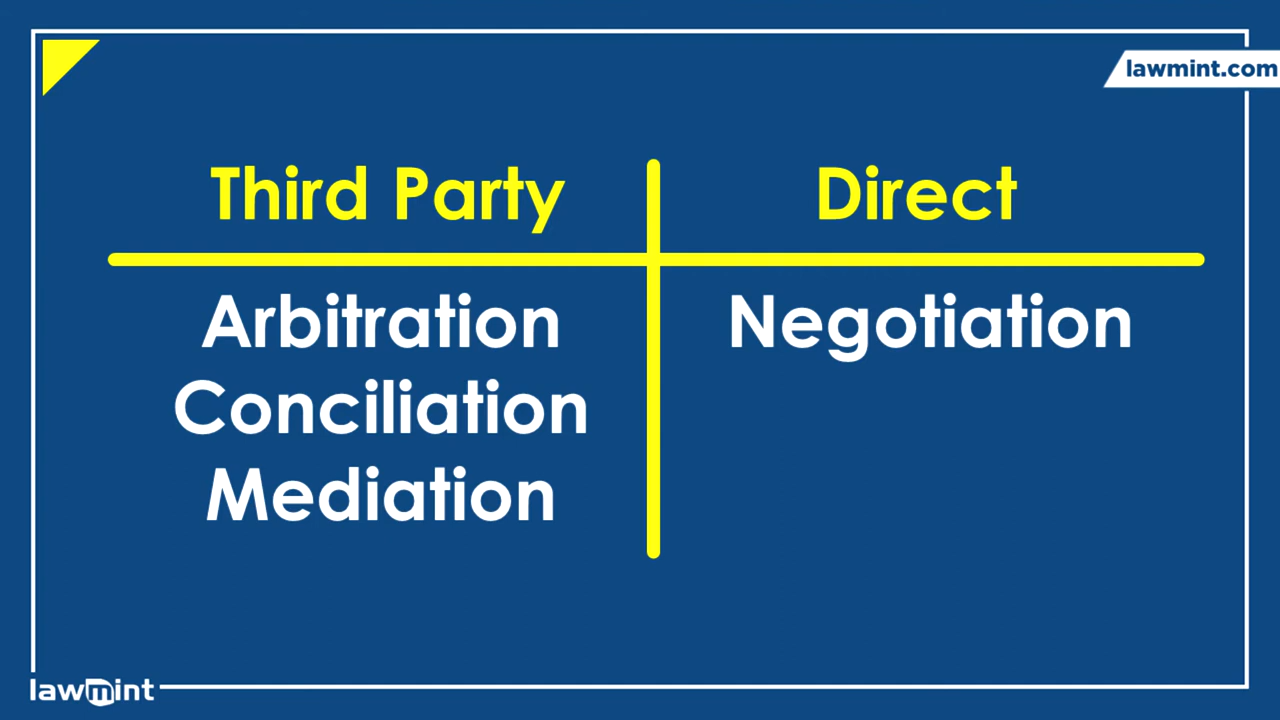 lawmint.com
Third Party
Direct
Arbitration
Negotiation
Conciliation
Mediation
lawmint